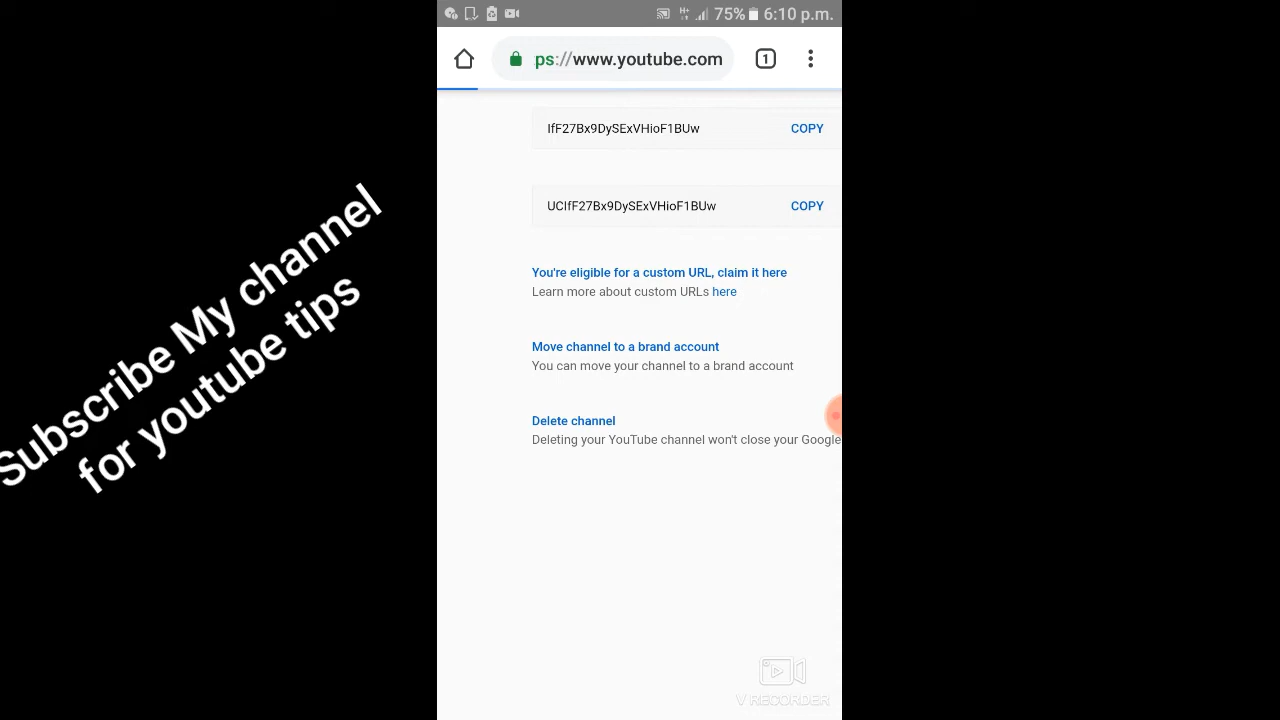 75% 6:10 p.m.
ps://www.youtube.com
1
IfF27Bx9DySExVHioF1BUw COPY
UCIfF27Bx9DySExVHioF1BUw COPY
You're eligible for a custom URL, claim it here
Learn more about custom URLs here
Move channel to a brand account
You can move your channel to a brand account
Delete channel
Deleting your YouTube channel won't close your Google
Subscribe My channel
for youtube tips
V RECORDER